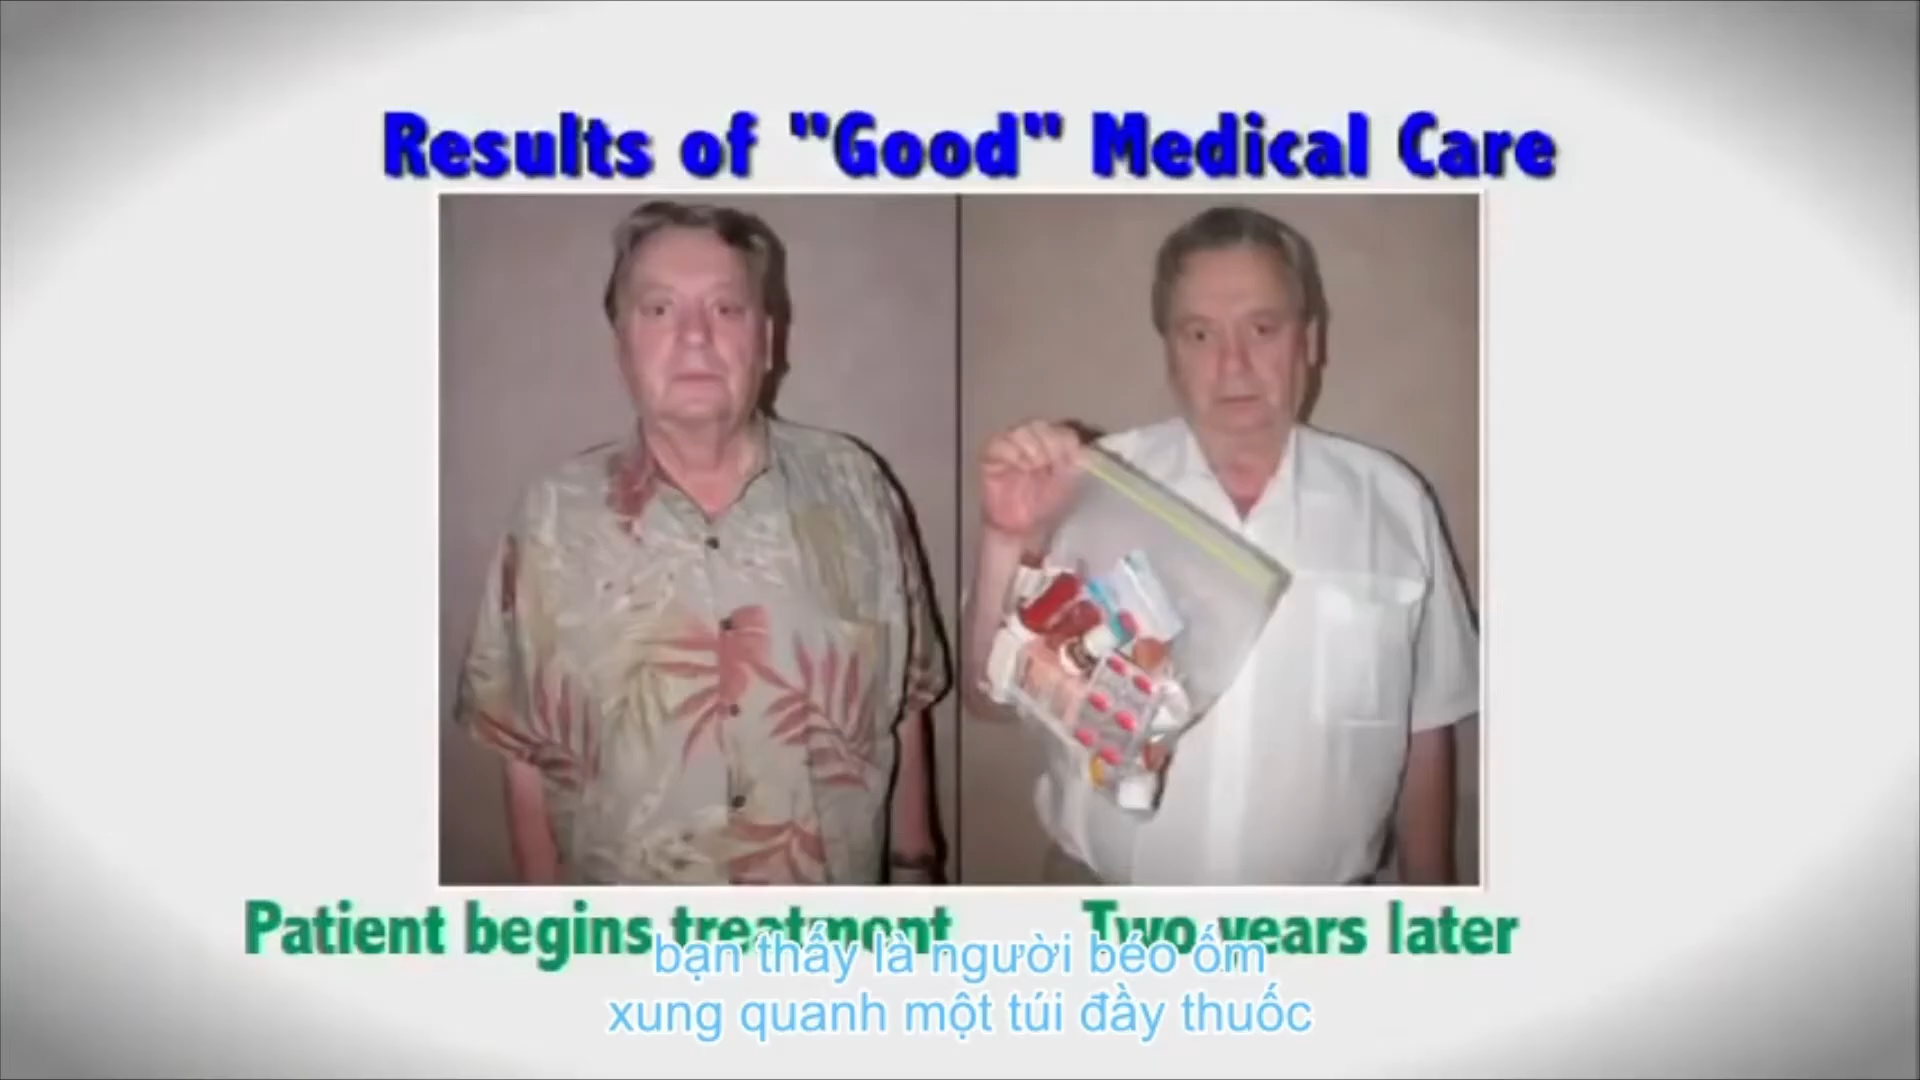 Results of "Good" Medical Care
Patient begins treatment
Two years later
bạn thấy là người béo ốm
xung quanh một túi đầy thuốc